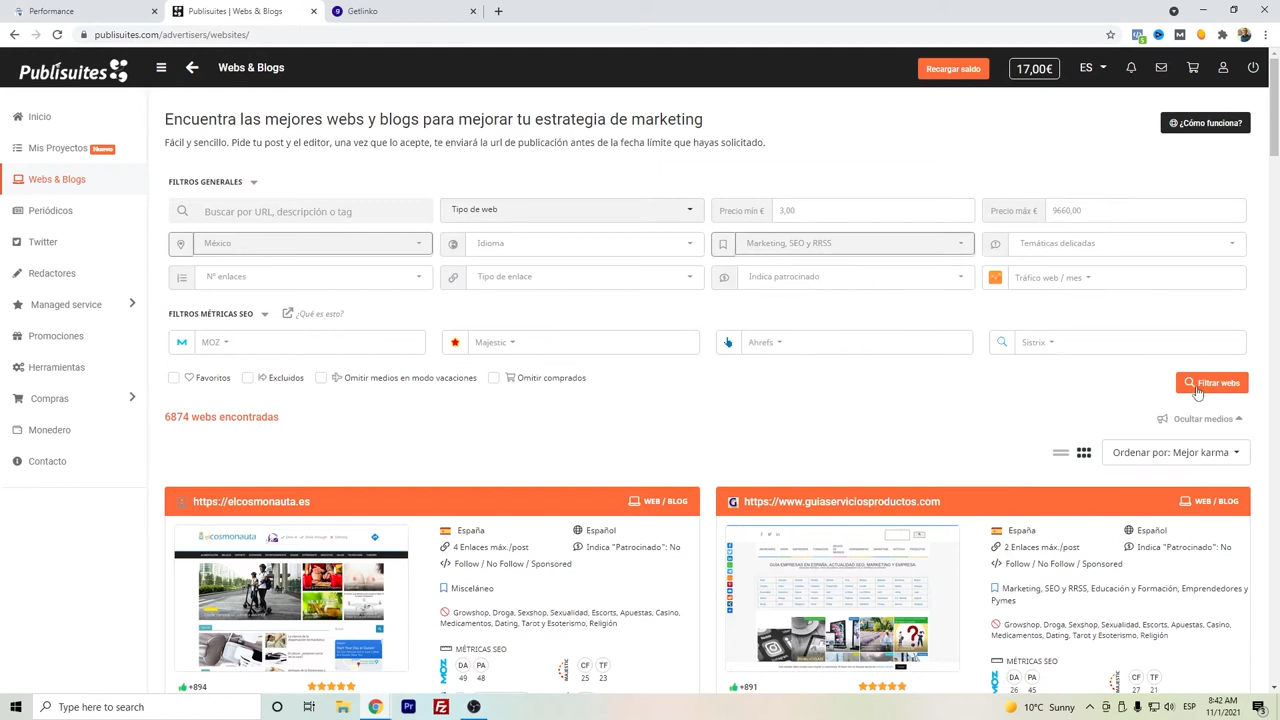 Performance
Publisuites | Webs & Blogs
Getlinko
publisuites.com/advertisers/websites/
Publisuites
Webs & Blogs
Recargar saldo
17,00€
ES
Inicio
Mis Proyectos Nuevo
Webs & Blogs
Periódicos
Twitter
Redactores
Managed service
Promociones
Herramientas
Compras
Monedero
Contacto
Encuentra las mejores webs y blogs para mejorar tu estrategia de marketing
¿Cómo funciona?
Fácil y sencillo. Pide tu post y el editor, una vez que lo acepte, te enviará la url de publicación antes de la fecha límite que hayas solicitado.
FILTROS GENERALES
Buscar por URL, descripción o tag
Tipo de web
Precio mín € 3,00
Precio máx € 9660,00
México
Idioma
Marketing, SEO y RRSS
Temáticas delicadas
Nº enlaces
Tipo de enlace
Indica patrocinado
Tráfico web / mes
FILTROS MÉTRICAS SEO ¿Qué es esto?
MOZ
Majestic
Ahrefs
Sistrix
Favoritos
Excluidos
Omitir medios en modo vacaciones
Omitir comprados
Filtrar webs
6874 webs encontradas
Ocultar medios
Ordenar por: Mejor karma
https://elcosmonauta.es
WEB / BLOG
elcosmonauta
España
Español
4 Enlaces máx./post
Indica "Patrocinado": No
Follow / No Follow / Sponsored
Growshop, Droga, Sexshop, Sexualidad, Escorts, Apuestas, Casino,
Medicamentos, Dating, Tarot y Esoterismo, Religión
MÉTRICAS SEO
MOZ
DA PA
48
CF TF
25 23
+894
https://www.guiaserviciosproductos.com
WEB / BLOG
España
Español
2 Enlaces máx./post
Indica "Patrocinado": No
Follow / No Follow / Sponsored
Pymes
Growshop, Droga, Sexshop, Sexualidad, Escorts, Apuestas, Casino,
Medicamentos, Dating, Tarot y Esoterismo, Religión
MÉTRICAS SEO
MOZ
DA PA
26 45
CF TF
21
+891
Type here to search
10°C Sunny
ESP
8:42 AM
11/1/2021